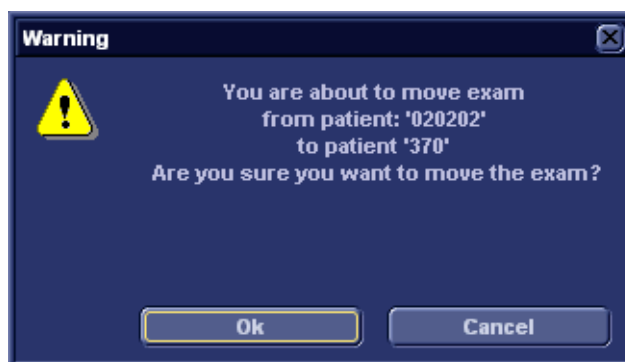 Warning
You are about to move exam
from patient: '020202'
to patient '370'
Are you sure you want to move the exam?
Ok
Cancel